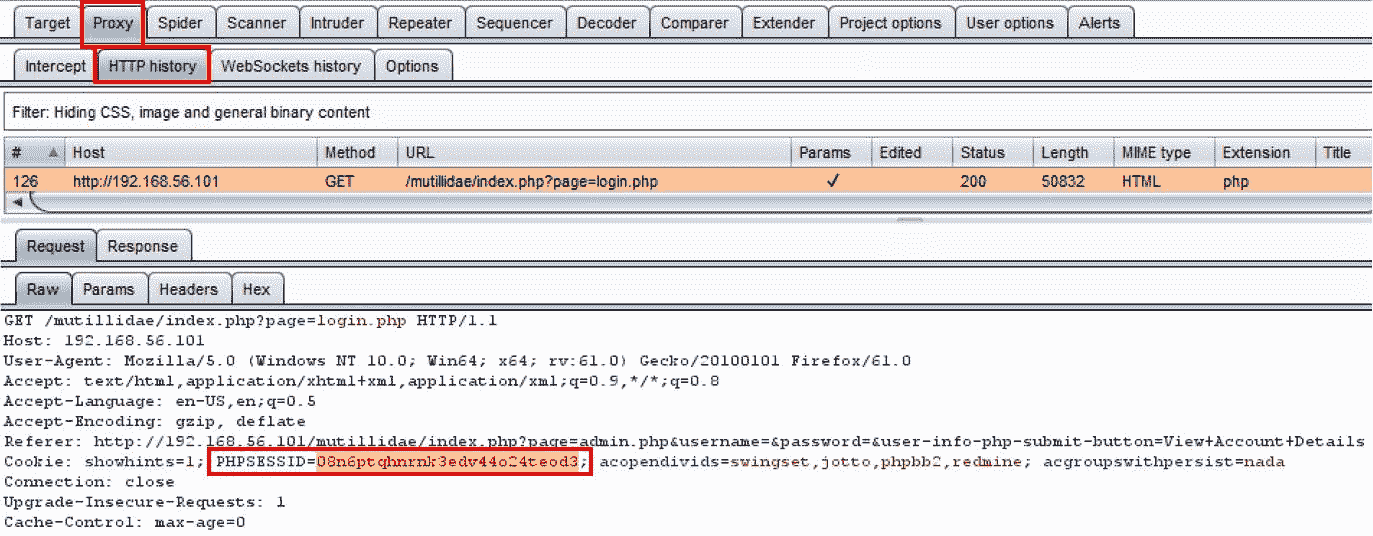 Target Proxy Spider Scanner Intruder Repeater Sequencer Decoder Comparer Extender Project options User options Alerts
Intercept HTTP history WebSockets history Options
Filter: Hiding CSS, image and general binary content
# Host Method URL Params Edited Status Length MIME type Extension Title
126 http://192.168.56.101 GET /mutillidae/index.php?page=login.php ✓ 200 50832 HTML php
Request Response
Raw Params Headers Hex
GET /mutillidae/index.php?page=login.php HTTP/1.1
Host: 192.168.56.101
User-Agent: Mozilla/5.0 (Windows NT 10.0; Win64; x64; rv:61.0) Gecko/20100101 Firefox/61.0
Accept: text/html,application/xhtml+xml,application/xml;q=0.9,*/*;q=0.8
Accept-Language: en-US,en;q=0.5
Accept-Encoding: gzip, deflate
Referer: http://192.168.56.101/mutillidae/index.php?page=admin.php&username=&password=&user-info-php-submit-button=View+Account+Details
Cookie: showhints=1; PHPSESSID=08n6ptqhnrnk3edv44o24teod3; acopendivids=swingset,jotto,phpbb2,redmine; acgroupswithpersist=nada
Connection: close
Upgrade-Insecure-Requests: 1
Cache-Control: max-age=0